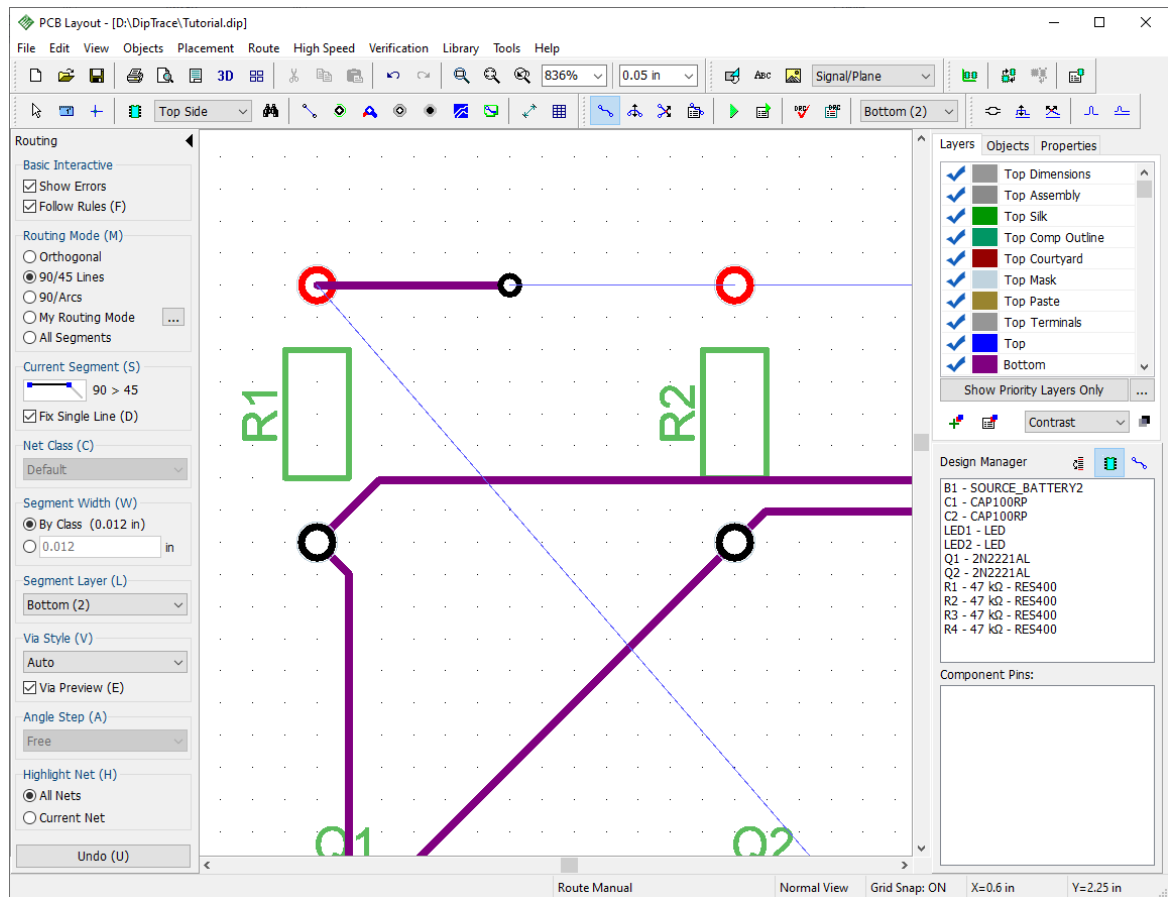 PCB Layout - [D:\DipTrace\Tutorial.dip]
File Edit View Objects Placement Route High Speed Verification Library Tools Help
3D 836% 0.05 in ABC Signal/Plane
Top Side Bottom (2)
Routing
Basic Interactive
Show Errors
Follow Rules (F)
Routing Mode (M)
Orthogonal
90/45 Lines
90/Arcs
My Routing Mode ...
All Segments
Current Segment (S)
90 > 45
Fix Single Line (D)
Net Class (C)
Default
Segment Width (W)
By Class (0.012 in)
0.012 in
Segment Layer (L)
Bottom (2)
Via Style (V)
Auto
Via Preview (E)
Angle Step (A)
Free
Highlight Net (H)
All Nets
Current Net
Undo (U)
R1
R2
Q1
Q2
Layers Objects Properties
Top Dimensions
Top Assembly
Top Silk
Top Comp Outline
Top Courtyard
Top Mask
Top Paste
Top Terminals
Top
Bottom
Show Priority Layers Only ...
Contrast
Design Manager
B1 - SOURCE_BATTERY2
C1 - CAP100RP
C2 - CAP100RP
LED1 - LED
LED2 - LED
Q1 - 2N2221AL
Q2 - 2N2221AL
R1 - 47 kΩ - RES400
R2 - 47 kΩ - RES400
R3 - 47 kΩ - RES400
R4 - 47 kΩ - RES400
Component Pins:
Route Manual Normal View Grid Snap: ON X=0.6 in Y=2.25 in